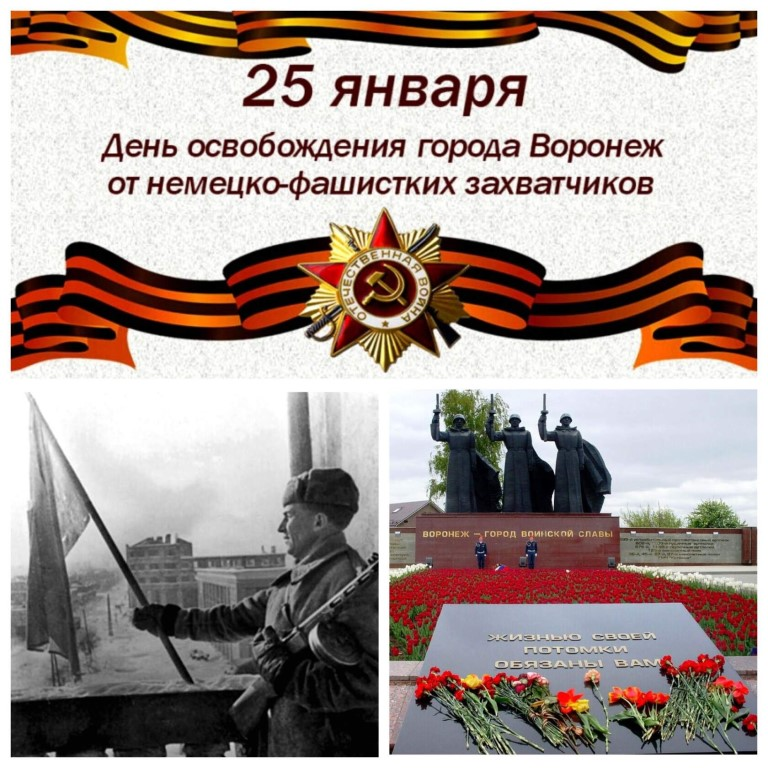 25 января
День освобождения города Воронеж
от немецко-фашистких захватчиков
ОТЕЧЕСТВЕННАЯ ВОЙНА
ВОРОНЕЖ – ГОРОД ВОИНСКОЙ СЛАВЫ
ЖИЗНЬЮ СВОЕЙ
ПОТОМКИ
ОБЯЗАНЫ ВАМ